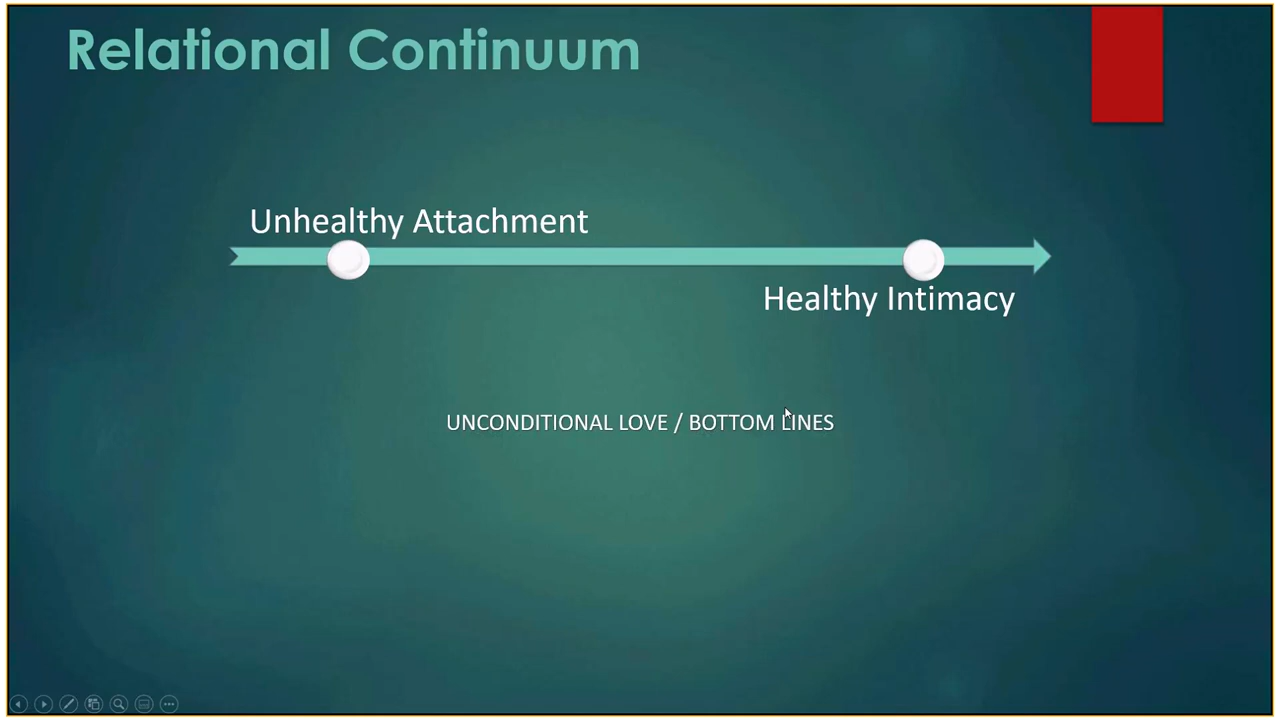 Relational Continuum
Unhealthy Attachment
Healthy Intimacy
UNCONDITIONAL LOVE / BOTTOM LINES